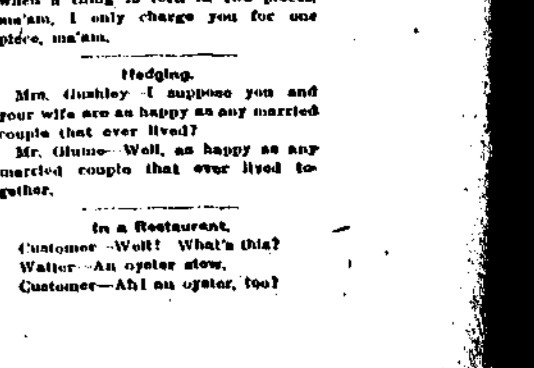 when a thing is told in two pieces,
ma'am, I only charge you for one
piece, ma'am.
Hedging.
Mrs. Gushley—I suppose you and
your wife are as happy as any married
couple that ever lived?
Mr. Glumo—Well, as happy as any
married couple that ever lived to-
gether.
In a Restaurant.
Customer—Well! What's this?
Waiter—An oyster stew.
Customer—Ah! an oyster, too?